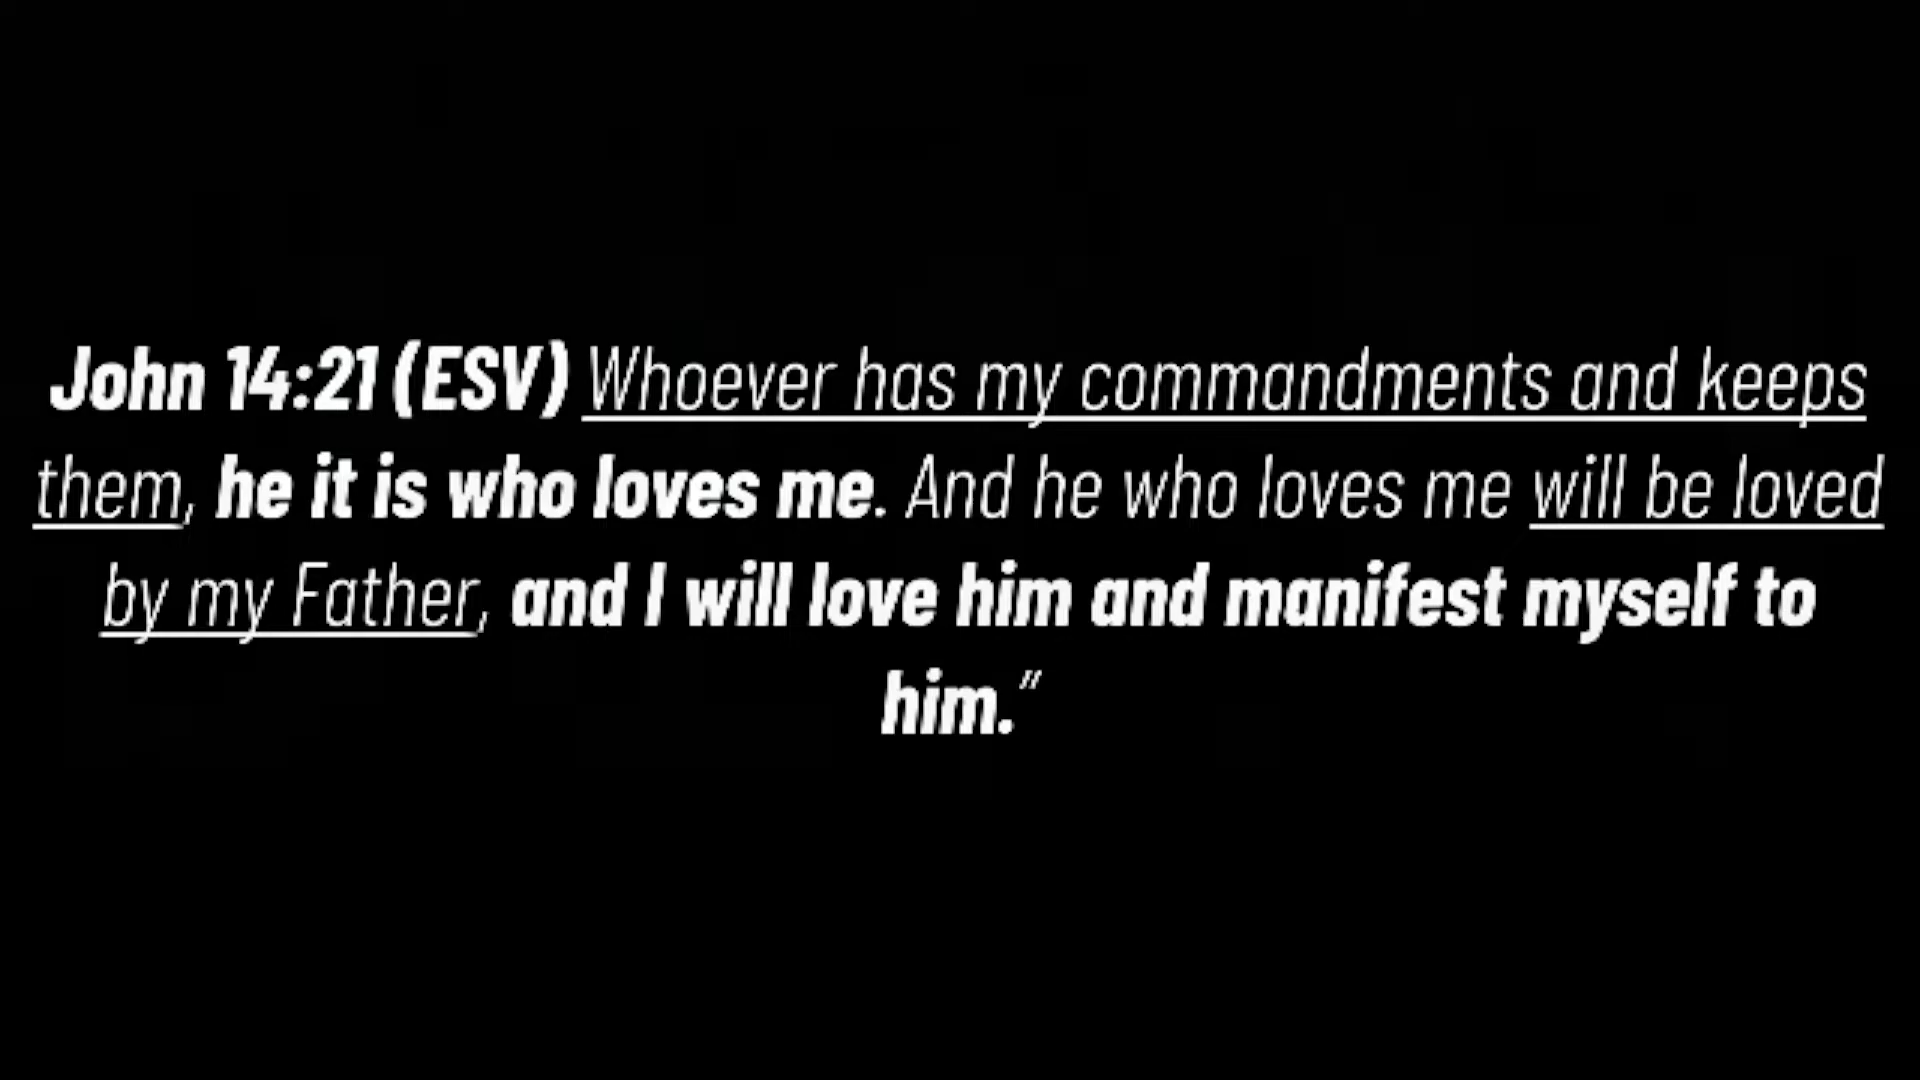 John 14:21 (ESV) Whoever has my commandments and keeps
them, he it is who loves me. And he who loves me will be loved
by my Father, and I will love him and manifest myself to
him.”